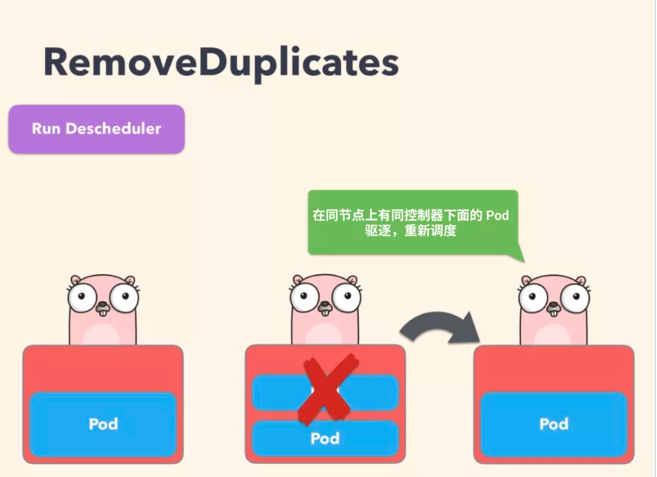 RemoveDuplicates
Run Descheduler
在同节点上有同控制器下面的 Pod
驱逐，重新调度
Pod
Pod
Pod